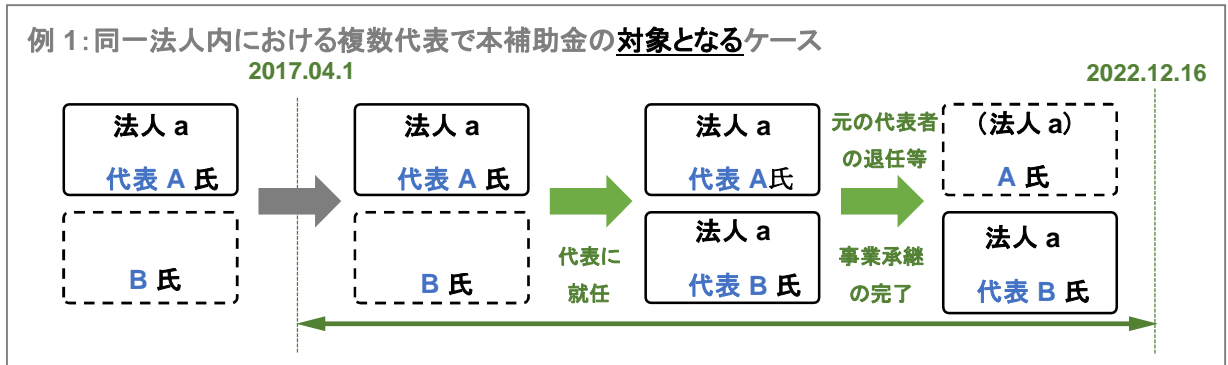 例 1：同一法人内における複数代表で本補助金の対象となるケース
2017.04.1
2022.12.16
法人 a
代表 A 氏
B 氏
法人 a
代表 A 氏
B 氏
代表に
就任
法人 a
代表 A氏
法人 a
代表 B 氏
元の代表者
の退任等
事業承継
の完了
（法人 a）
A 氏
法人 a
代表 B 氏